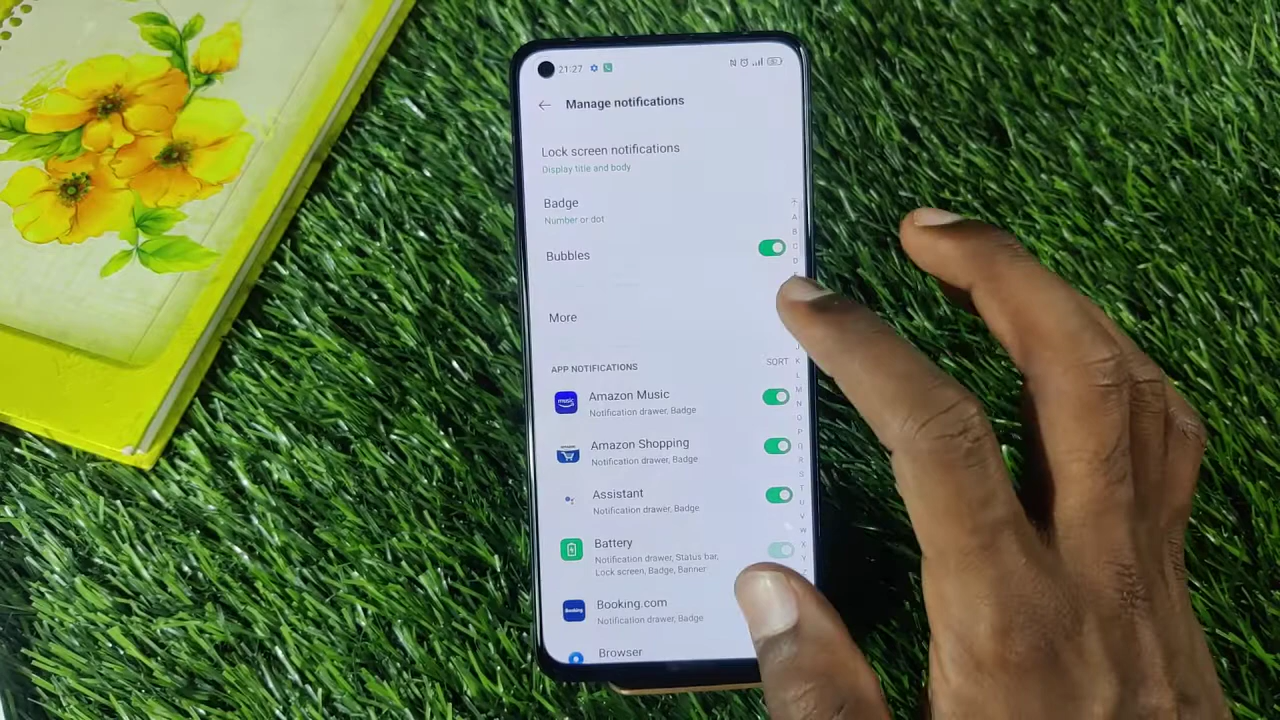 21:27
Manage notifications
Lock screen notifications
Display title and body
Badge
Number or dot
Bubbles
More
APP NOTIFICATIONS
SORT
music
Amazon Music
Notification drawer, Badge
Amazon Shopping
Notification drawer, Badge
Assistant
Notification drawer, Badge
Battery
Notification drawer, Status bar,
Lock screen, Badge, Banner
Booking
Booking.com
Notification drawer, Badge
Browser
A
B
C
D
K
L
M
N
O
P
Q
R
S
T
U
V
W
X
Y